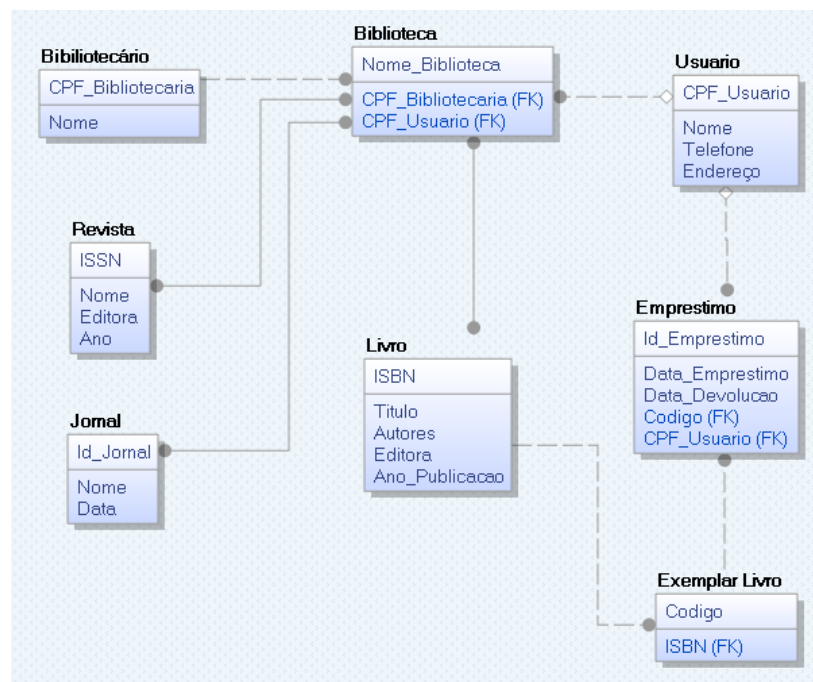 Bibiliotecário
CPF_Bibliotecaria
Nome
Biblioteca
Nome_Biblioteca
CPF_Bibliotecaria (FK)
CPF_Usuario (FK)
Usuario
CPF_Usuario
Nome
Telefone
Endereço
Revista
ISSN
Nome
Editora
Ano
Jornal
Id_Jornal
Nome
Data
Livro
ISBN
Titulo
Autores
Editora
Ano_Publicacao
Emprestimo
Id_Emprestimo
Data_Emprestimo
Data_Devolucao
Codigo (FK)
CPF_Usuario (FK)
Exemplar Livro
Codigo
ISBN (FK)